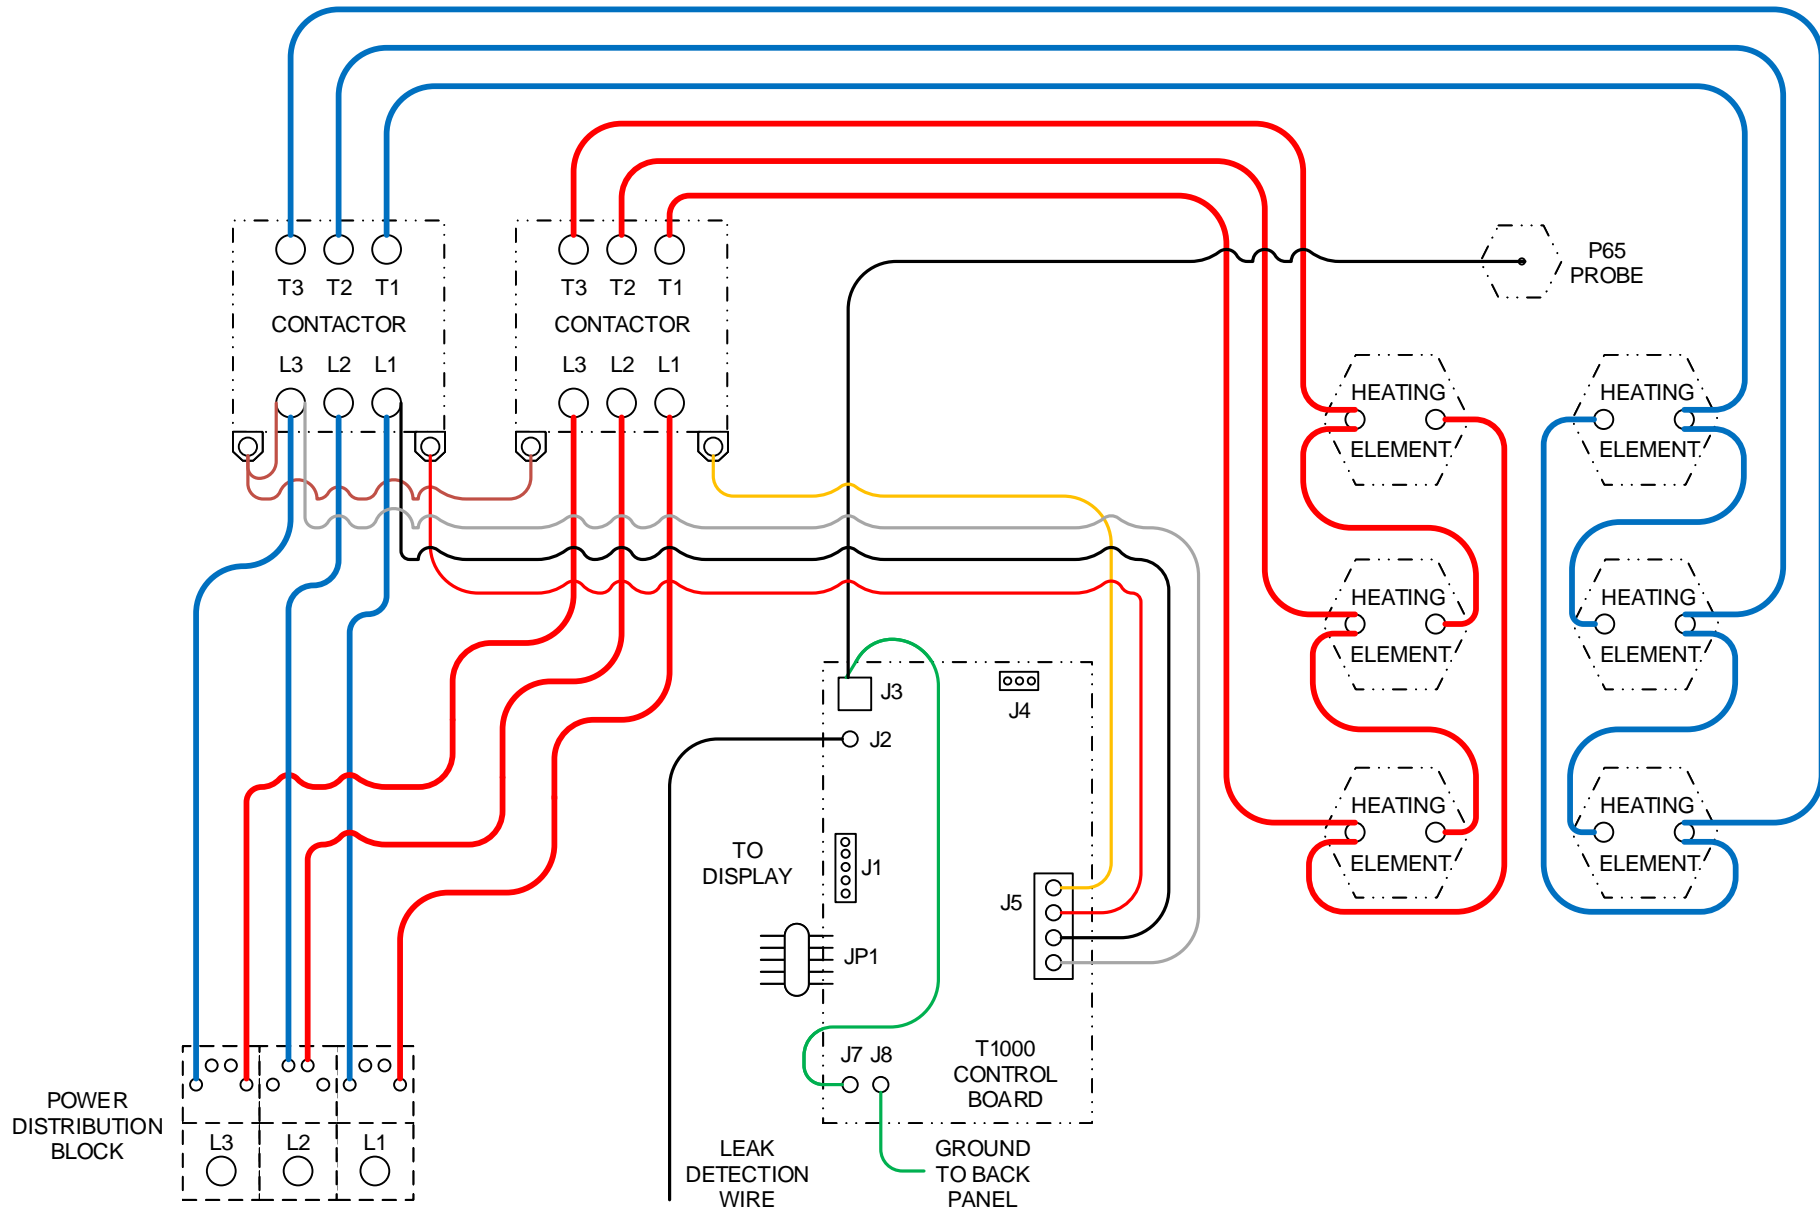 T3 T2 T1
CONTACTOR
L3 L2 L1
T3 T2 T1
CONTACTOR
L3 L2 L1
P65
PROBE
HEATING
ELEMENT
HEATING
ELEMENT
HEATING
ELEMENT
HEATING
ELEMENT
HEATING
ELEMENT
HEATING
ELEMENT
J3
J4
J2
TO
DISPLAY
J1
J5
JP1
J7 J8
T1000
CONTROL
BOARD
POWER
DISTRIBUTION
BLOCK
L3 L2 L1
LEAK
DETECTION
WIRE
GROUND
TO BACK
PANEL